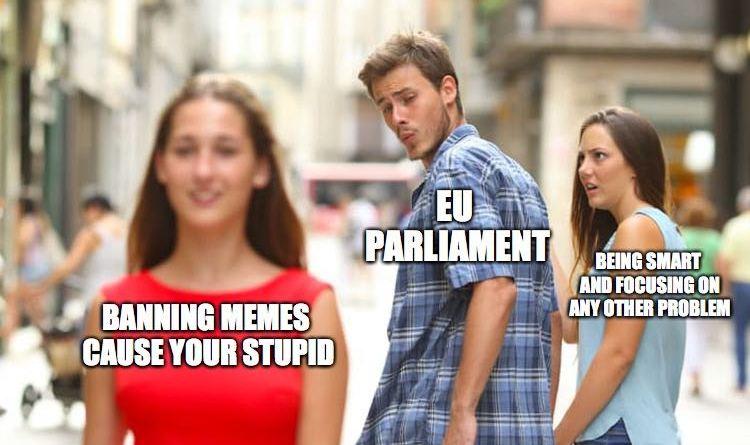 BANNING MEMES
CAUSE YOUR STUPID
EU
PARLIAMENT
BEING SMART
AND FOCUSING ON
ANY OTHER PROBLEM